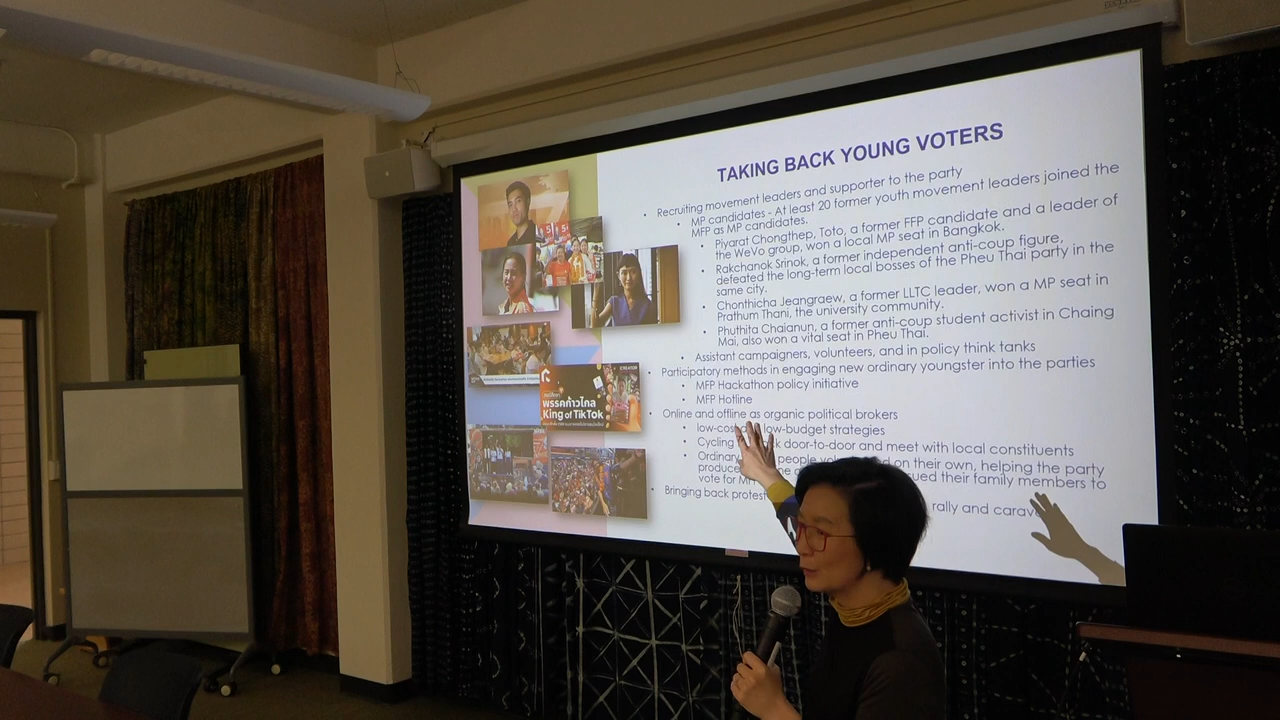 TAKING BACK YOUNG VOTERS
• Recruiting movement leaders and supporter to the party
• MP candidates - At least 20 former youth movement leaders joined the
MFP as MP candidates.
• Piyarat Chongthep, Toto, a former FFP candidate and a leader of
the WeVo group, won a local MP seat in Bangkok.
• Rakchanok Srinok, a former independent anti-coup figure,
defeated the long-term local bosses of the Pheu Thai party in the
same city.
• Chonthicha Jeangraew, a former LLTC leader, won a MP seat in
Prathum Thani, the university community.
• Phuthita Chaianun, a former anti-coup student activist in Chaing
Mai, also won a vital seat in Pheu Thai.
• Assistant campaigners, volunteers, and in policy think tanks
• Participatory methods in engaging new ordinary youngster into the parties
• MFP Hackathon policy initiative
• MFP Hotline
• Online and offline as organic political brokers
• low-cos low-budget strategies
• Cycling door-to-door and meet with local constituents
• Ordinary people on their own, helping the party
produce sued their family members to
vote for
• Bringing back protest rally and carav
พรรคก้าวไกล
King of TikTok